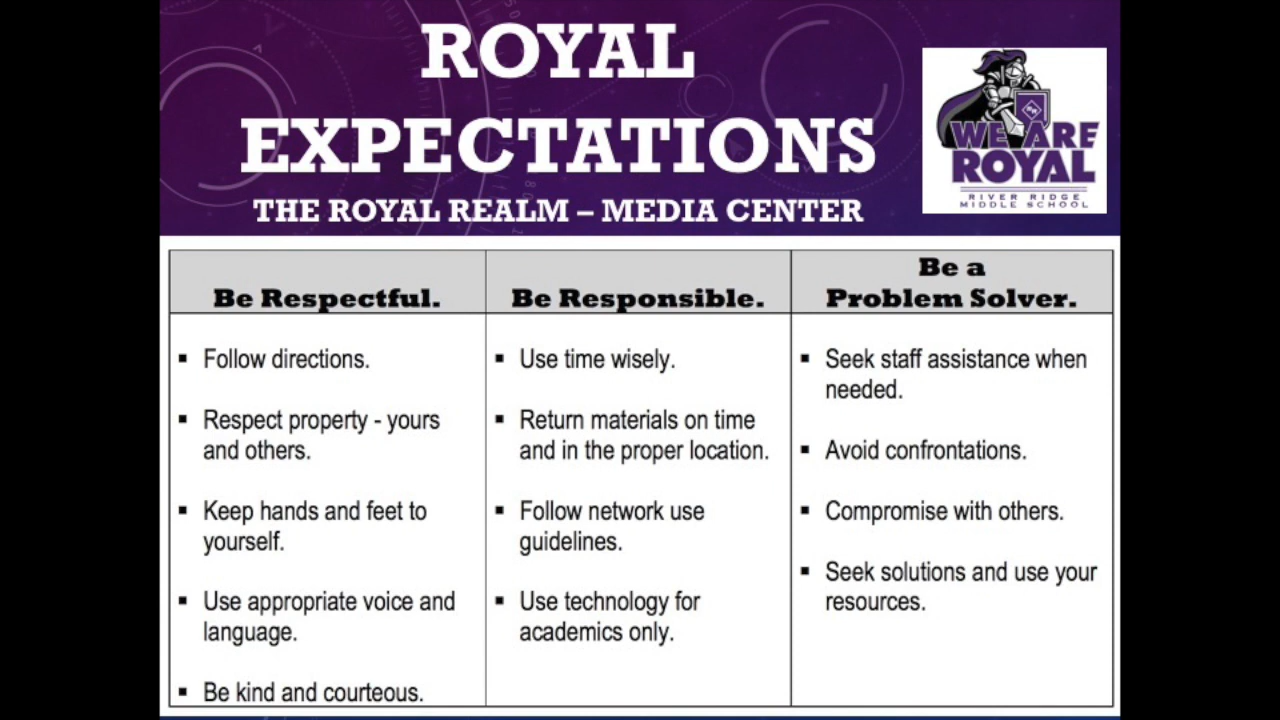 ROYAL
EXPECTATIONS
THE ROYAL REALM – MEDIA CENTER
WE ARE
ROYAL
RIVER RIDGE
MIDDLE SCHOOL
Be Respectful.
▪ Follow directions.
▪ Respect property - yours
and others.
▪ Keep hands and feet to
yourself.
▪ Use appropriate voice and
language.
▪ Be kind and courteous.
Be Responsible.
▪ Use time wisely.
▪ Return materials on time
and in the proper location.
▪ Follow network use
guidelines.
▪ Use technology for
academics only.
Be a
Problem Solver.
▪ Seek staff assistance when
needed.
▪ Avoid confrontations.
▪ Compromise with others.
▪ Seek solutions and use your
resources.